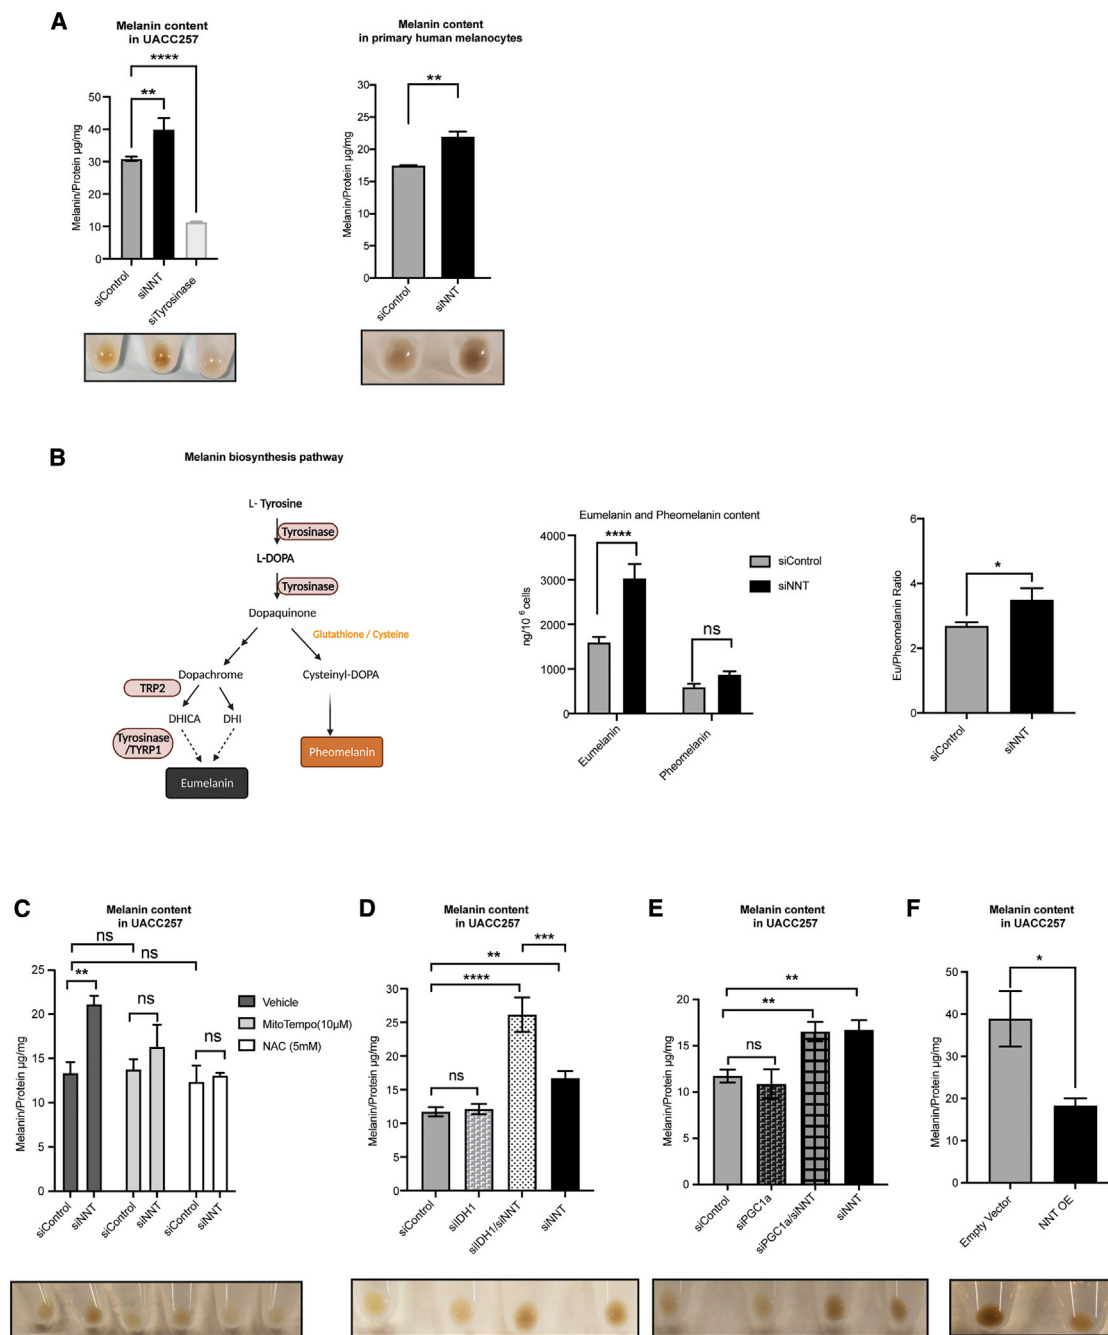 A
Melanin content
in UACC257
****
**
50
40
30
20
10
0
Melanin/Protein µg/mg
siControl
siNNT
siTyrosinase
Melanin content
in primary human melanocytes
**
30
25
20
15
10
5
0
Melanin/Protein µg/mg
siControl
siNNT
B
Melanin biosynthesis pathway
L- Tyrosine
Tyrosinase
L-DOPA
Tyrosinase
Dopaquinone
Glutathione / Cysteine
Dopachrome
Cysteinyl-DOPA
TRP2
DHICA
DHI
Tyrosinase
/TYRP1
Pheomelanin
Eumelanin
Eumelanin and Pheomelanin content
4000
3000
2000
1000
0
ng/10 6 cells
****
ns
siControl
siNNT
Eumelanin
Pheomelanin
6
4
2
0
Eu/Pheomelanin Ratio
*
siControl
siNNT
C
Melanin content
in UACC257
ns
ns
**
ns
ns
25
20
15
10
5
0
Melanin/Protein µg/mg
Vehicle
MitoTempo(10µM)
NAC (5mM)
siControl
siNNT
siControl
siNNT
siControl
siNNT
D
Melanin content
in UACC257
***
**
****
ns
30
25
20
15
10
5
0
Melanin/Protein µg/mg
siControl
siIDH1
siIDH1/siNNT
siNNT
E
Melanin content
in UACC257
**
**
ns
20
15
10
5
0
Melanin/Protein µg/mg
siControl
siPGC1a
siPGC1a/siNNT
siNNT
F
Melanin content
in UACC257
*
50
40
30
20
10
0
Melanin/Protein µg/mg
Empty Vector
NNT OE